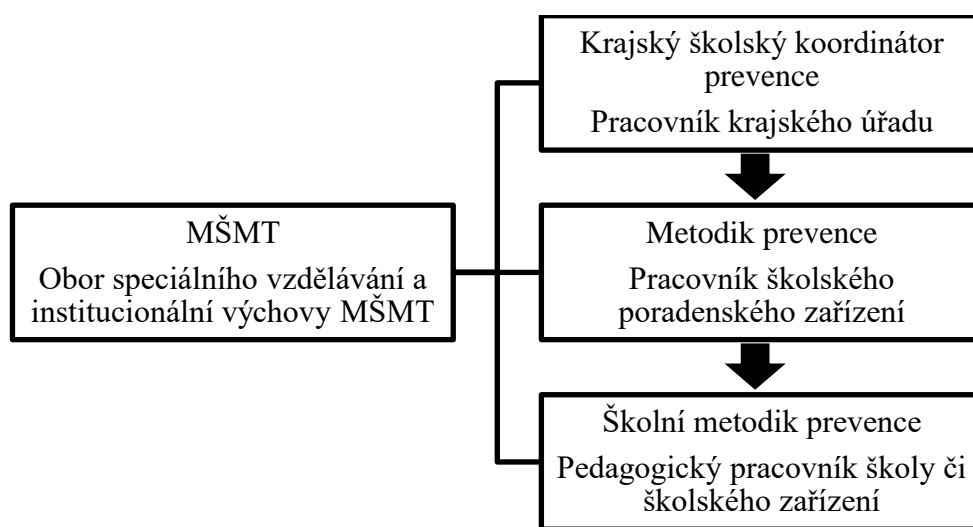 Krajský školský koordinátor
prevence
Pracovník krajského úřadu
MŠMT
Obor speciálního vzdělávání a
institucionální výchovy MŠMT
Metodik prevence
Pracovník školského
poradenského zařízení
Školní metodik prevence
Pedagogický pracovník školy či
školského zařízení